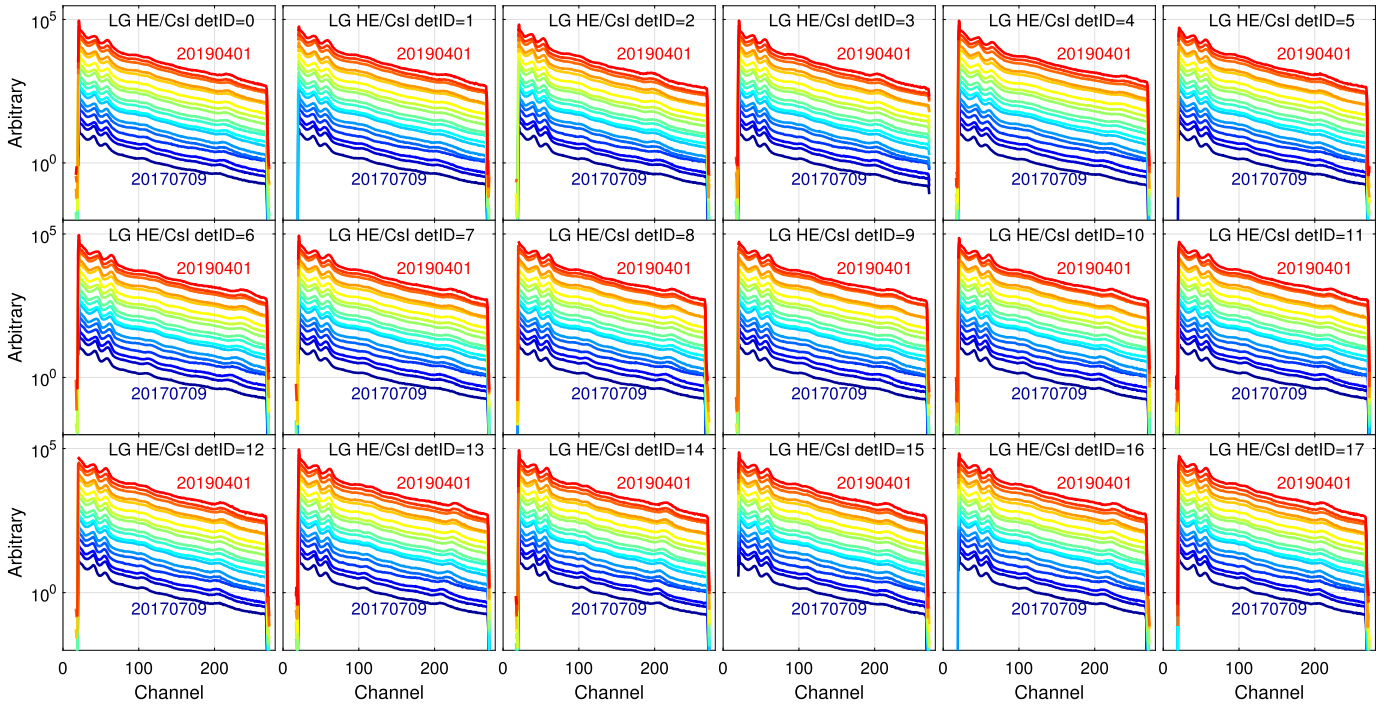 LG HE/CsI detID=0
LG HE/CsI detID=1
LG HE/CsI detID=2
LG HE/CsI detID=3
LG HE/CsI detID=4
LG HE/CsI detID=5
10^5
20190401
20190401
20190401
20190401
20190401
20190401
Arbitrary
10^0
20170709
20170709
20170709
20170709
20170709
20170709
LG HE/CsI detID=6
LG HE/CsI detID=7
LG HE/CsI detID=8
LG HE/CsI detID=9
LG HE/CsI detID=10
LG HE/CsI detID=11
10^5
20190401
20190401
20190401
20190401
20190401
20190401
Arbitrary
10^0
20170709
20170709
20170709
20170709
20170709
20170709
LG HE/CsI detID=12
LG HE/CsI detID=13
LG HE/CsI detID=14
LG HE/CsI detID=15
LG HE/CsI detID=16
LG HE/CsI detID=17
10^5
20190401
20190401
20190401
20190401
20190401
20190401
Arbitrary
10^0
20170709
20170709
20170709
20170709
20170709
20170709
0 100 200
0 100 200
0 100 200
0 100 200
0 100 200
0 100 200
Channel
Channel
Channel
Channel
Channel
Channel